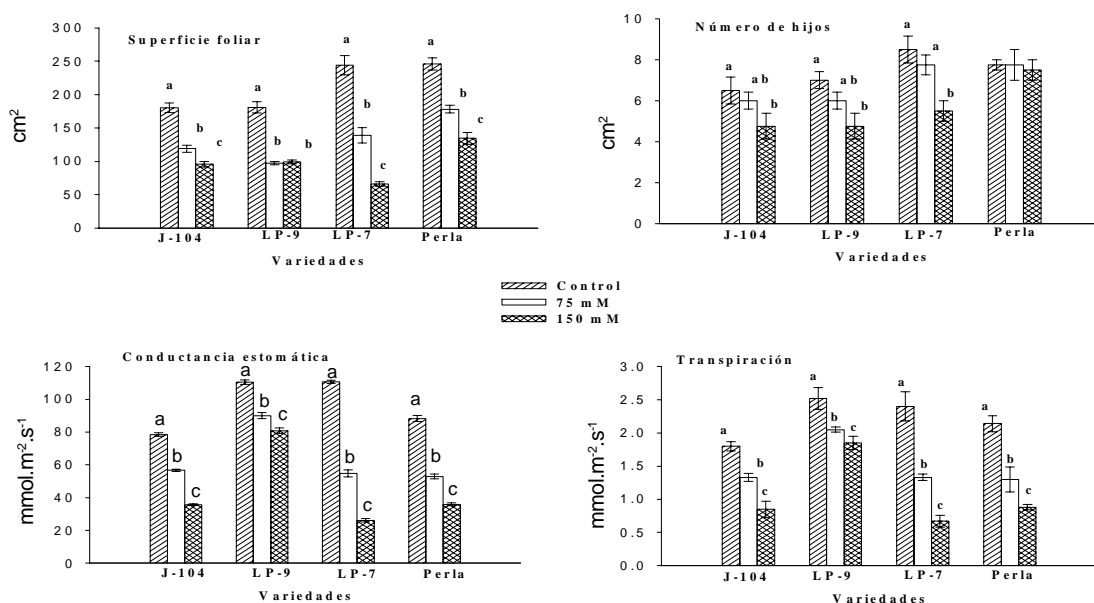 Superficie foliar
300
250
200
150
100
50
0
cm²
a
b
c
a
b
b
a
b
c
a
b
c
J-104
LP-9
LP-7
Perla
Variedades
Número de hijos
10
8
6
4
2
0
cm²
a
a b
b
a
a b
b
a
a
b
J-104
LP-9
LP-7
Perla
Variedades
Control
75 mM
150 mM
Conductancia estomática
120
100
80
60
40
20
0
mmol.m⁻².s⁻¹
a
b
c
a
b
c
a
b
c
a
b
c
J-104
LP-9
LP-7
Perla
Variedades
Transpiración
3.0
2.5
2.0
1.5
1.0
0.5
0.0
mmol.m⁻².s⁻¹
a
b
c
a
b
c
a
b
c
a
b
c
J-104
LP-9
LP-7
Perla
Variedades